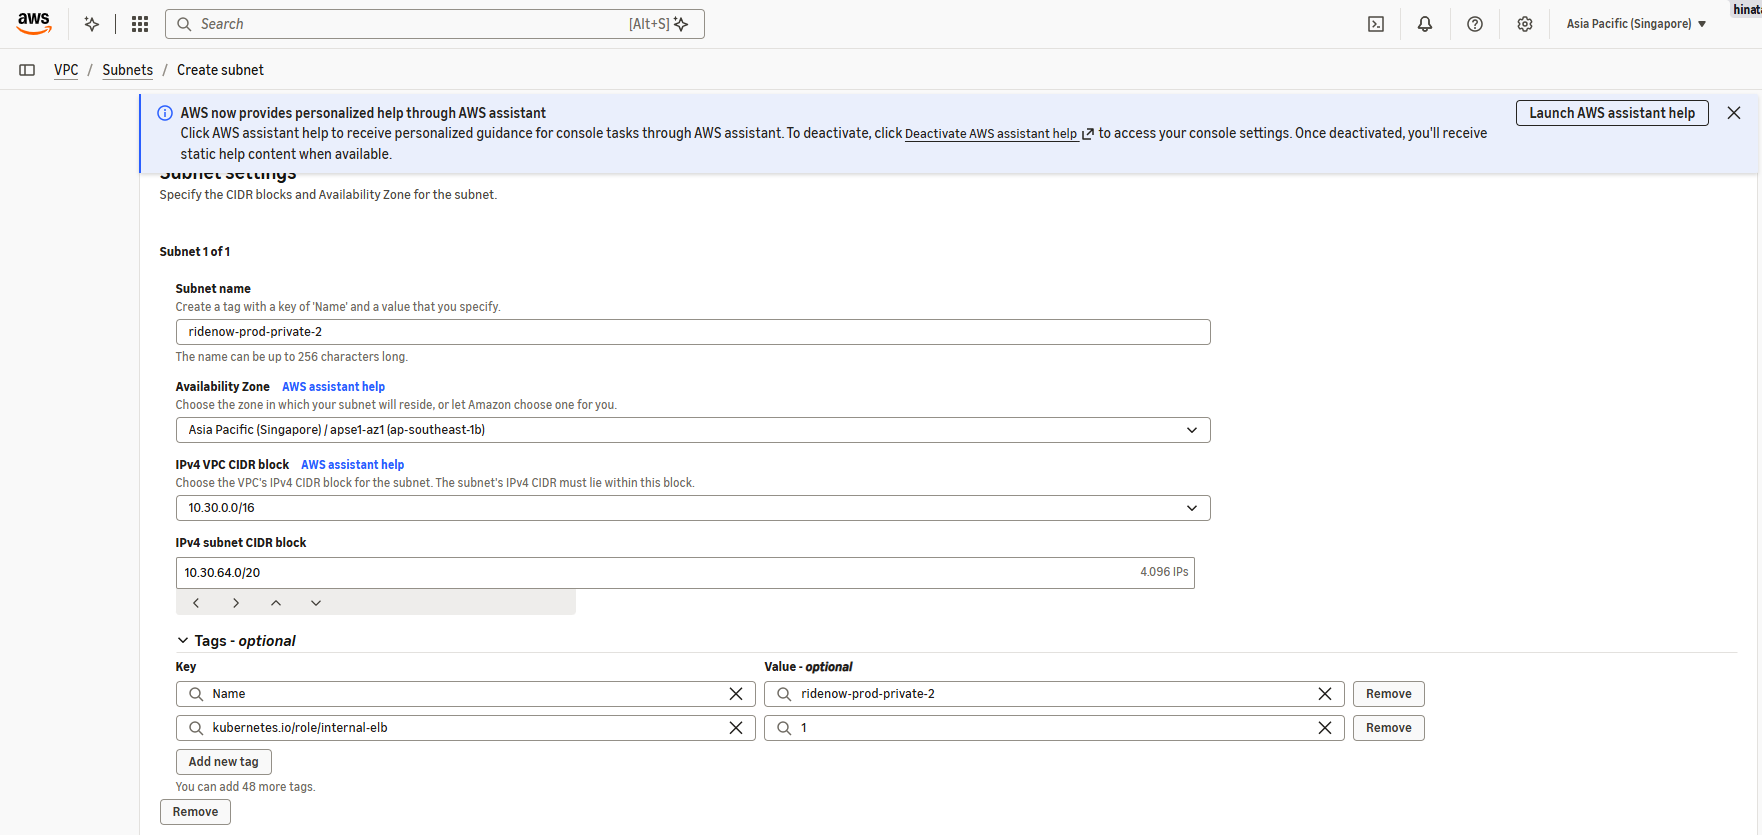 aws
Search
[Alt+S]
Asia Pacific (Singapore)
VPC / Subnets / Create subnet
AWS now provides personalized help through AWS assistant
Click AWS assistant help to receive personalized guidance for console tasks through AWS assistant. To deactivate, click Deactivate AWS assistant help to access your console settings. Once deactivated, you'll receive
static help content when available.
Launch AWS assistant help
Subnet settings
Specify the CIDR blocks and Availability Zone for the subnet.
Subnet 1 of 1
Subnet name
Create a tag with a key of 'Name' and a value that you specify.
ridenow-prod-private-2
The name can be up to 256 characters long.
Availability Zone AWS assistant help
Choose the zone in which your subnet will reside, or let Amazon choose one for you.
Asia Pacific (Singapore) / apse1-az1 (ap-southeast-1b)
IPv4 VPC CIDR block AWS assistant help
Choose the VPC's IPv4 CIDR block for the subnet. The subnet's IPv4 CIDR must lie within this block.
10.30.0.0/16
IPv4 subnet CIDR block
10.30.64.0/20 4.096 IPs
Tags - optional
Key Value - optional
Name ridenow-prod-private-2 Remove
kubernetes.io/role/internal-elb 1 Remove
Add new tag
You can add 48 more tags.
Remove